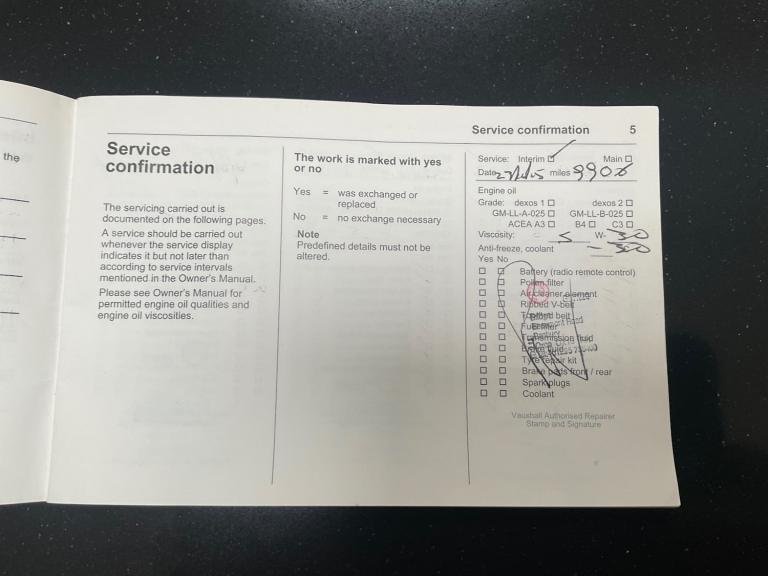 the
Service confirmation 5
Service
confirmation
The servicing carried out is
documented on the following pages.
A service should be carried out
whenever the service display
indicates it but not later than
according to service intervals
mentioned in the Owner's Manual.
Please see Owner's Manual for
permitted engine oil qualities and
engine oil viscosities.
The work is marked with yes
or no
Yes = was exchanged or
replaced
No = no exchange necessary
Note
Predefined details must not be
altered.
Service: Interim ☐ Main ☐
Date miles
Engine oil
Grade: dexos 1 ☐ dexos 2 ☐
GM-LL-A-025 ☐ GM-LL-B-025 ☐
ACEA A3 ☐ B4 ☐ C3 ☐
Viscosity: 5 W- 30
Anti-freeze, coolant - 30
Yes No
☐ ☐ Battery (radio remote control)
☐ ☐ Pollen filter
☐ ☐ Air cleaner element
☐ ☐ Ribbed V-belt
☐ ☐ Toothed belt
☐ ☐ Fuel filter
☐ ☐ Transmission fluid
☐ ☐ Brake fluid
☐ ☐ Tyre repair kit
☐ ☐ Brake pads front / rear
☐ ☐ Spark plugs
☐ ☐ Coolant
Vauxhall Authorised Repairer
Stamp and Signature